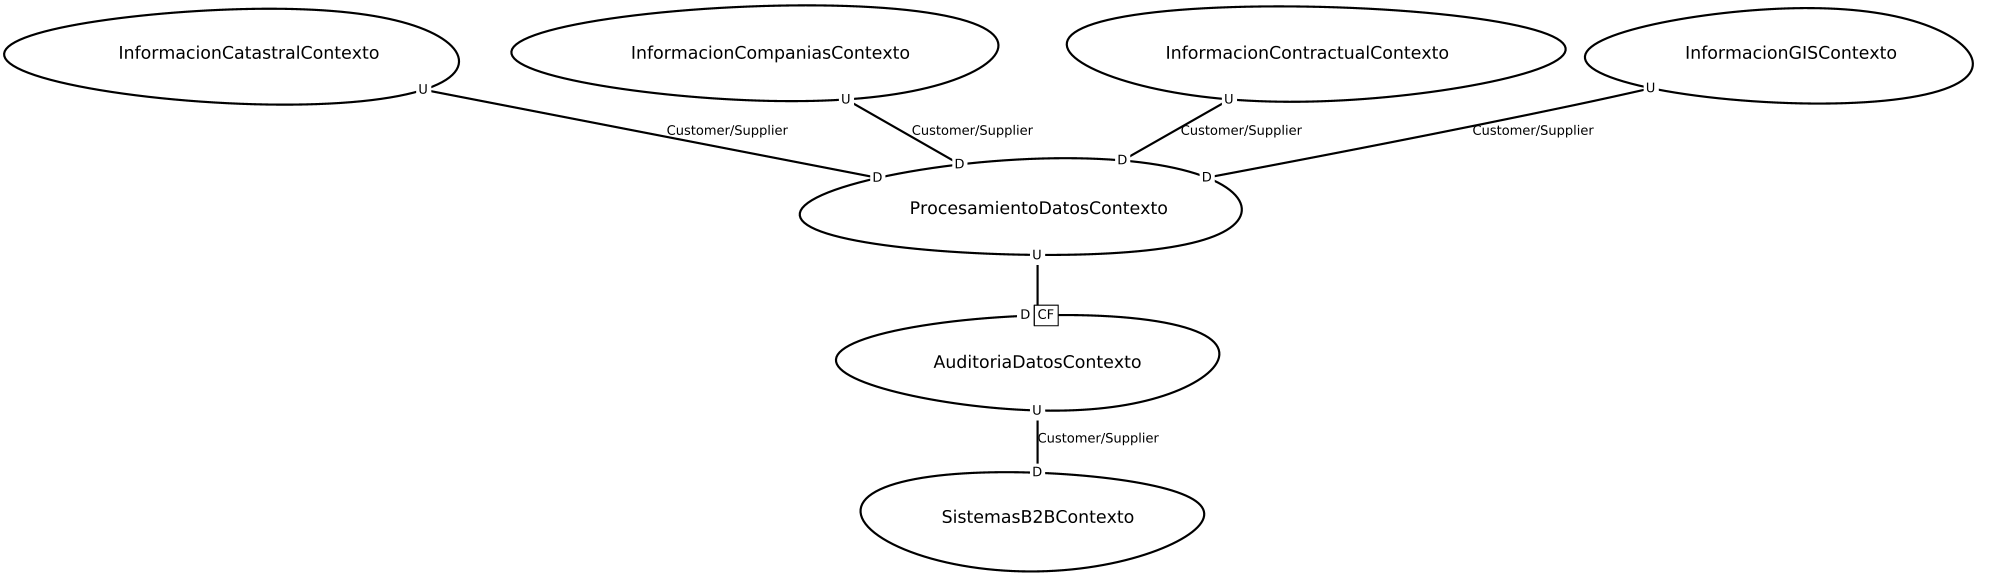 InformacionCatastralContexto
InformacionCompaniasContexto
InformacionContractualContexto
InformacionGISContexto
U
U
U
U
Customer/Supplier
Customer/Supplier
Customer/Supplier
Customer/Supplier
D
D
D
D
ProcesamientoDatosContexto
U
D CF
AuditoriaDatosContexto
U
Customer/Supplier
D
SistemasB2BContexto